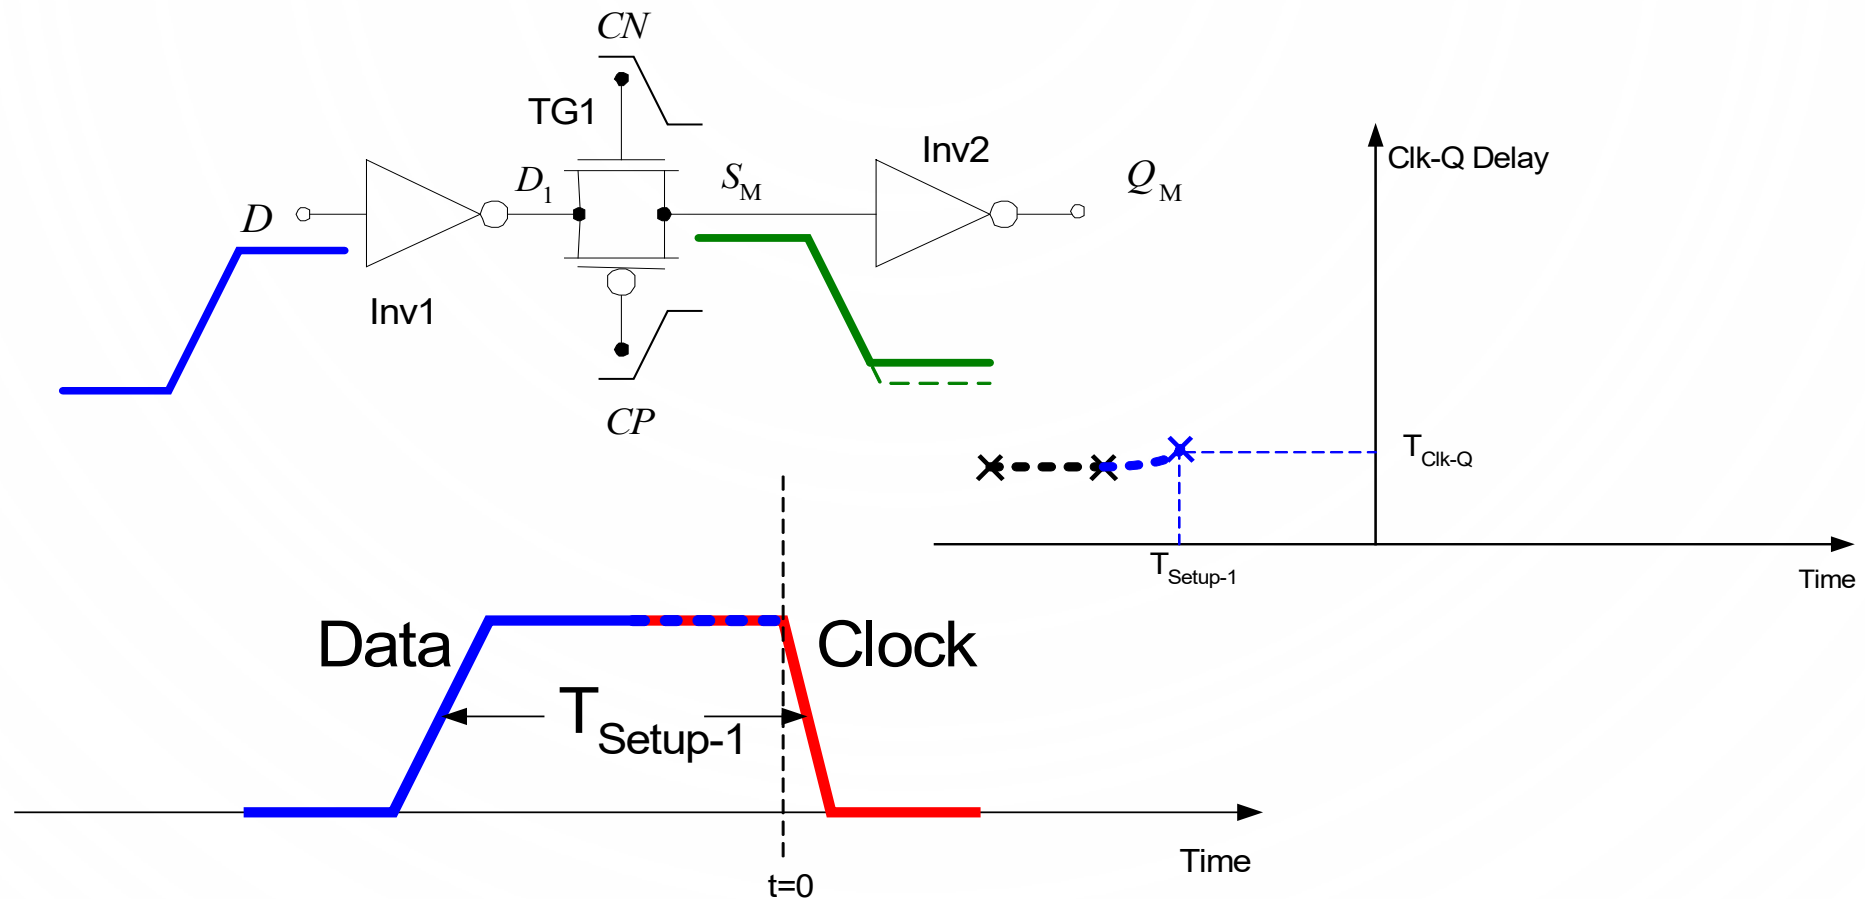 CN
TG1
Inv2
Clk-Q Delay
D
D1
SM
QM
Inv1
CP
TClk-Q
TSetup-1
Time
Data
Clock
TSetup-1
Time
t=0